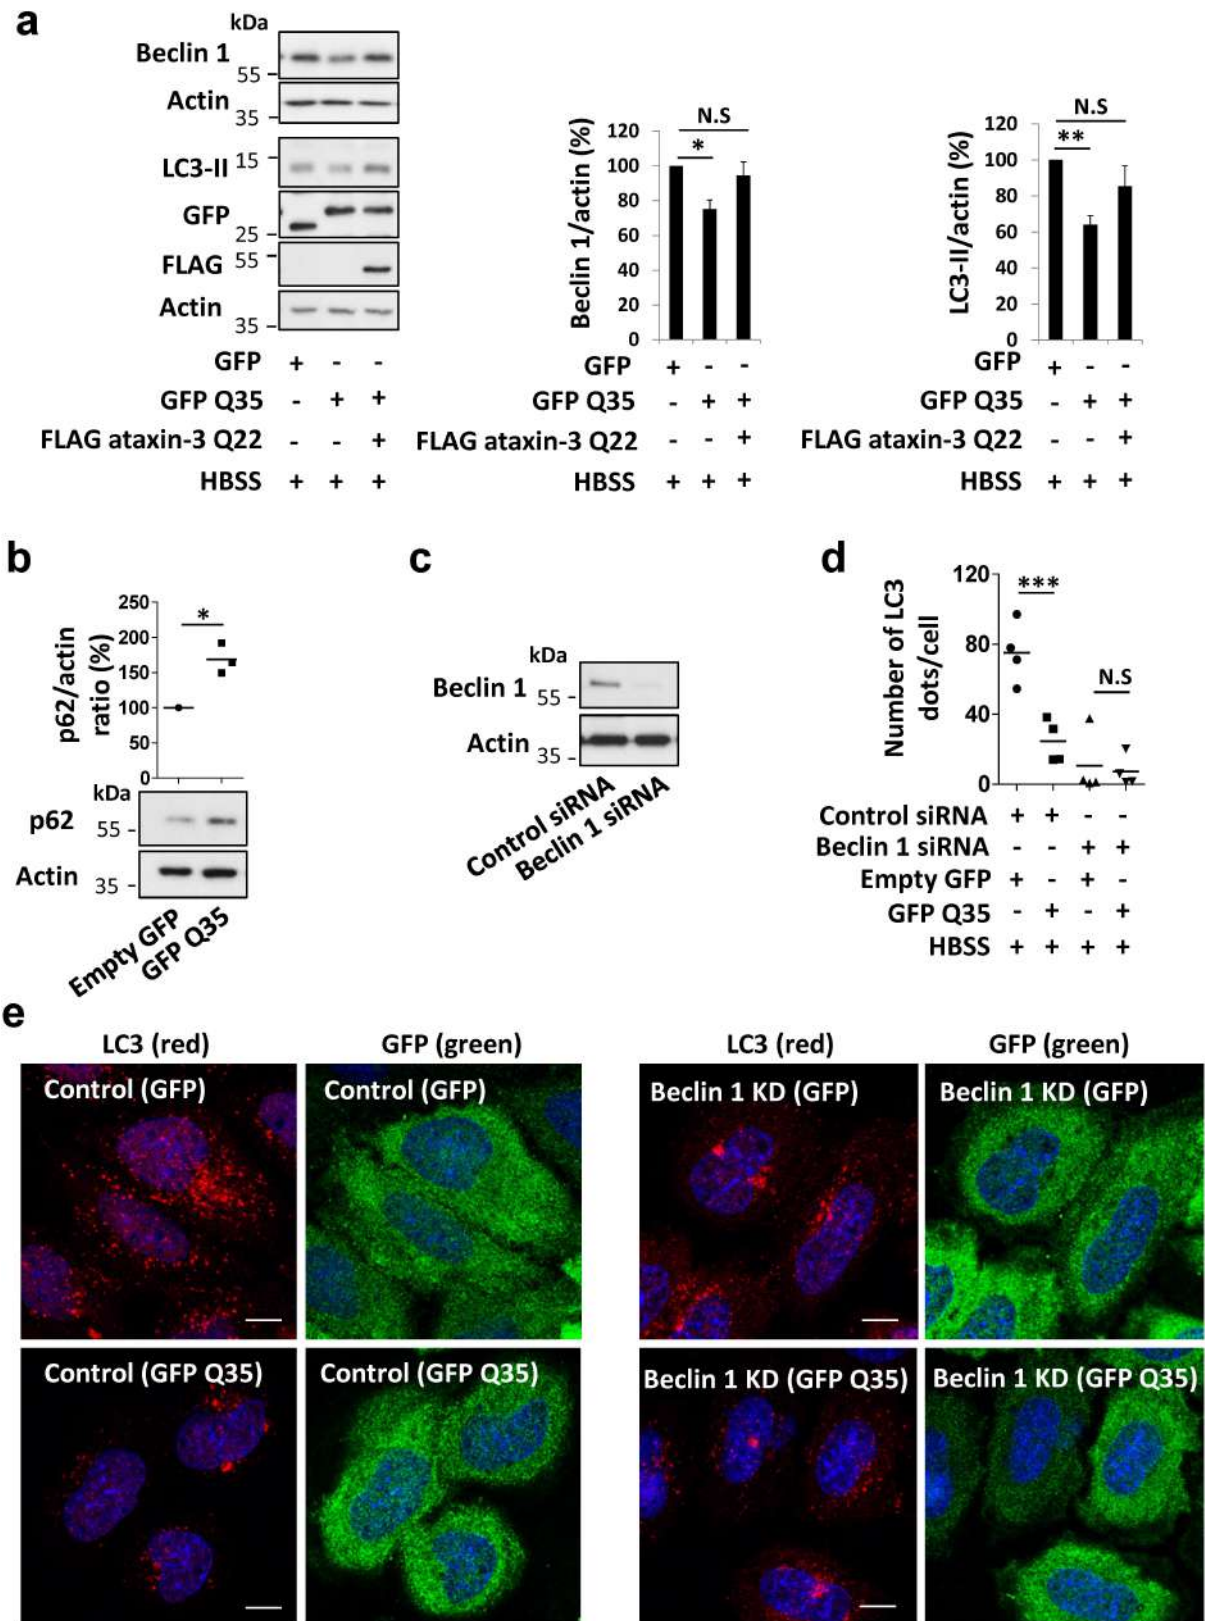 a
kDa
Beclin 1
55
Actin
35
LC3-II
15
GFP
25
FLAG
55
Actin
35
GFP + - -
GFP Q35 - + +
FLAG ataxin-3 Q22 - - +
HBSS + + +
Beclin 1/actin (%)
120
100
80
60
40
20
0
N.S
*
GFP + - -
GFP Q35 - + +
FLAG ataxin-3 Q22 - - +
HBSS + + +
LC3-II/actin (%)
120
100
80
60
40
20
0
N.S
**
GFP + - -
GFP Q35 - + +
FLAG ataxin-3 Q22 - - +
HBSS + + +
b
p62/actin
ratio (%)
250
200
150
100
50
0
*
kDa
p62
55
Actin
35
Empty GFP
GFP Q35
c
kDa
Beclin 1
55
Actin
35
Control siRNA
Beclin 1 siRNA
d
Number of LC3
dots/cell
120
80
40
0
***
N.S
Control siRNA + + - -
Beclin 1 siRNA - - + +
Empty GFP + - + -
GFP Q35 - + - +
HBSS + + + +
e
LC3 (red)
GFP (green)
LC3 (red)
GFP (green)
Control (GFP)
Control (GFP)
Beclin 1 KD (GFP)
Beclin 1 KD (GFP)
Control (GFP Q35)
Control (GFP Q35)
Beclin 1 KD (GFP Q35)
Beclin 1 KD (GFP Q35)